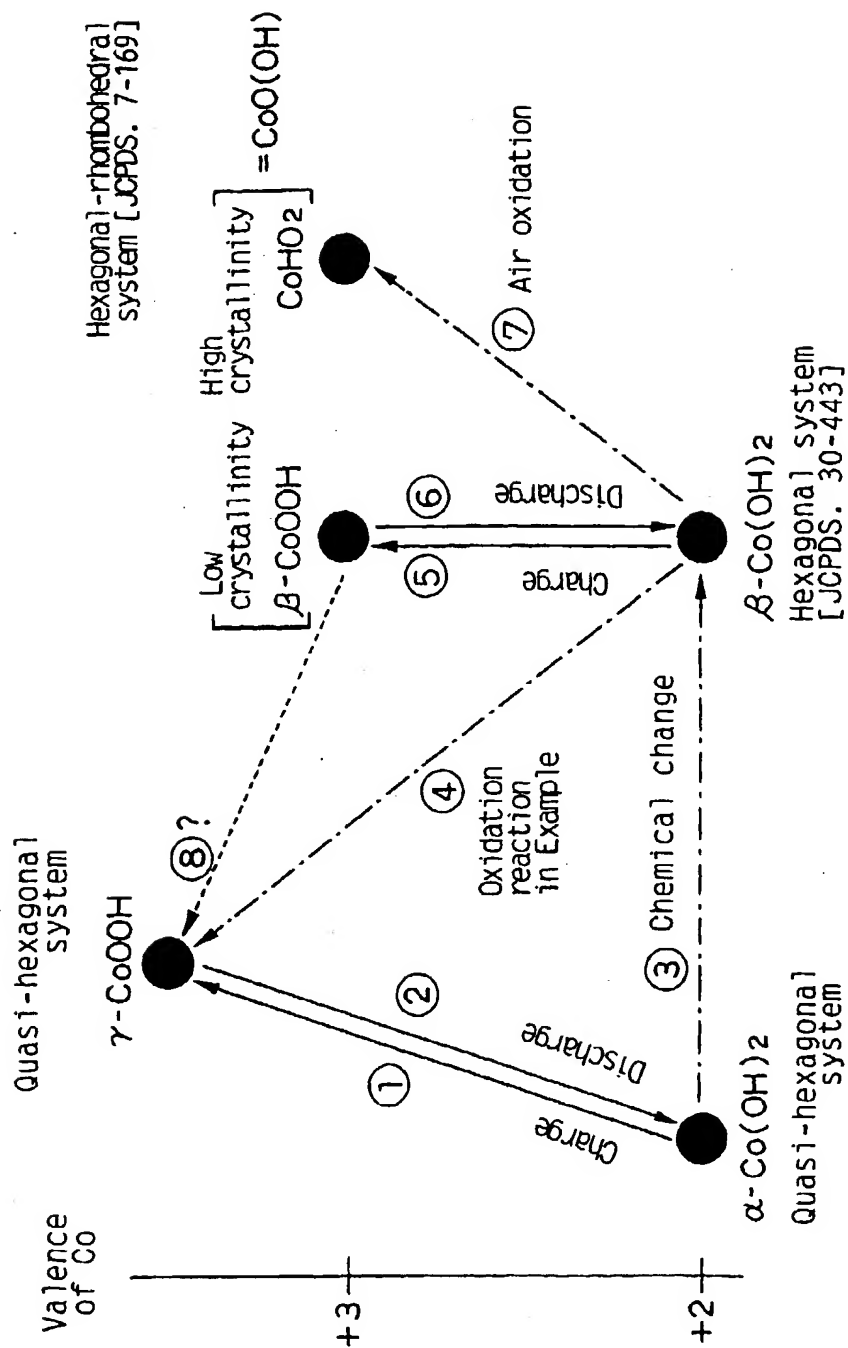 Valence
of Co
+3
+2
Quasi-hexagonal
system
γ-CoOOH
⑧?
Low
crystallinity
β-CoOOH
High
crystallinity
CoHO2
=CoO(OH)
Hexagonal-rhombohedral
system [JCPDS. 7-169]
① Charge
② Discharge
③ Chemical change
④
Oxidation
reaction
in Example
⑤ Charge
⑥ Discharge
⑦ Air oxidation
α-Co(OH)2
Quasi-hexagonal
system
β-Co(OH)2
Hexagonal system
[JCPDS. 30-443]